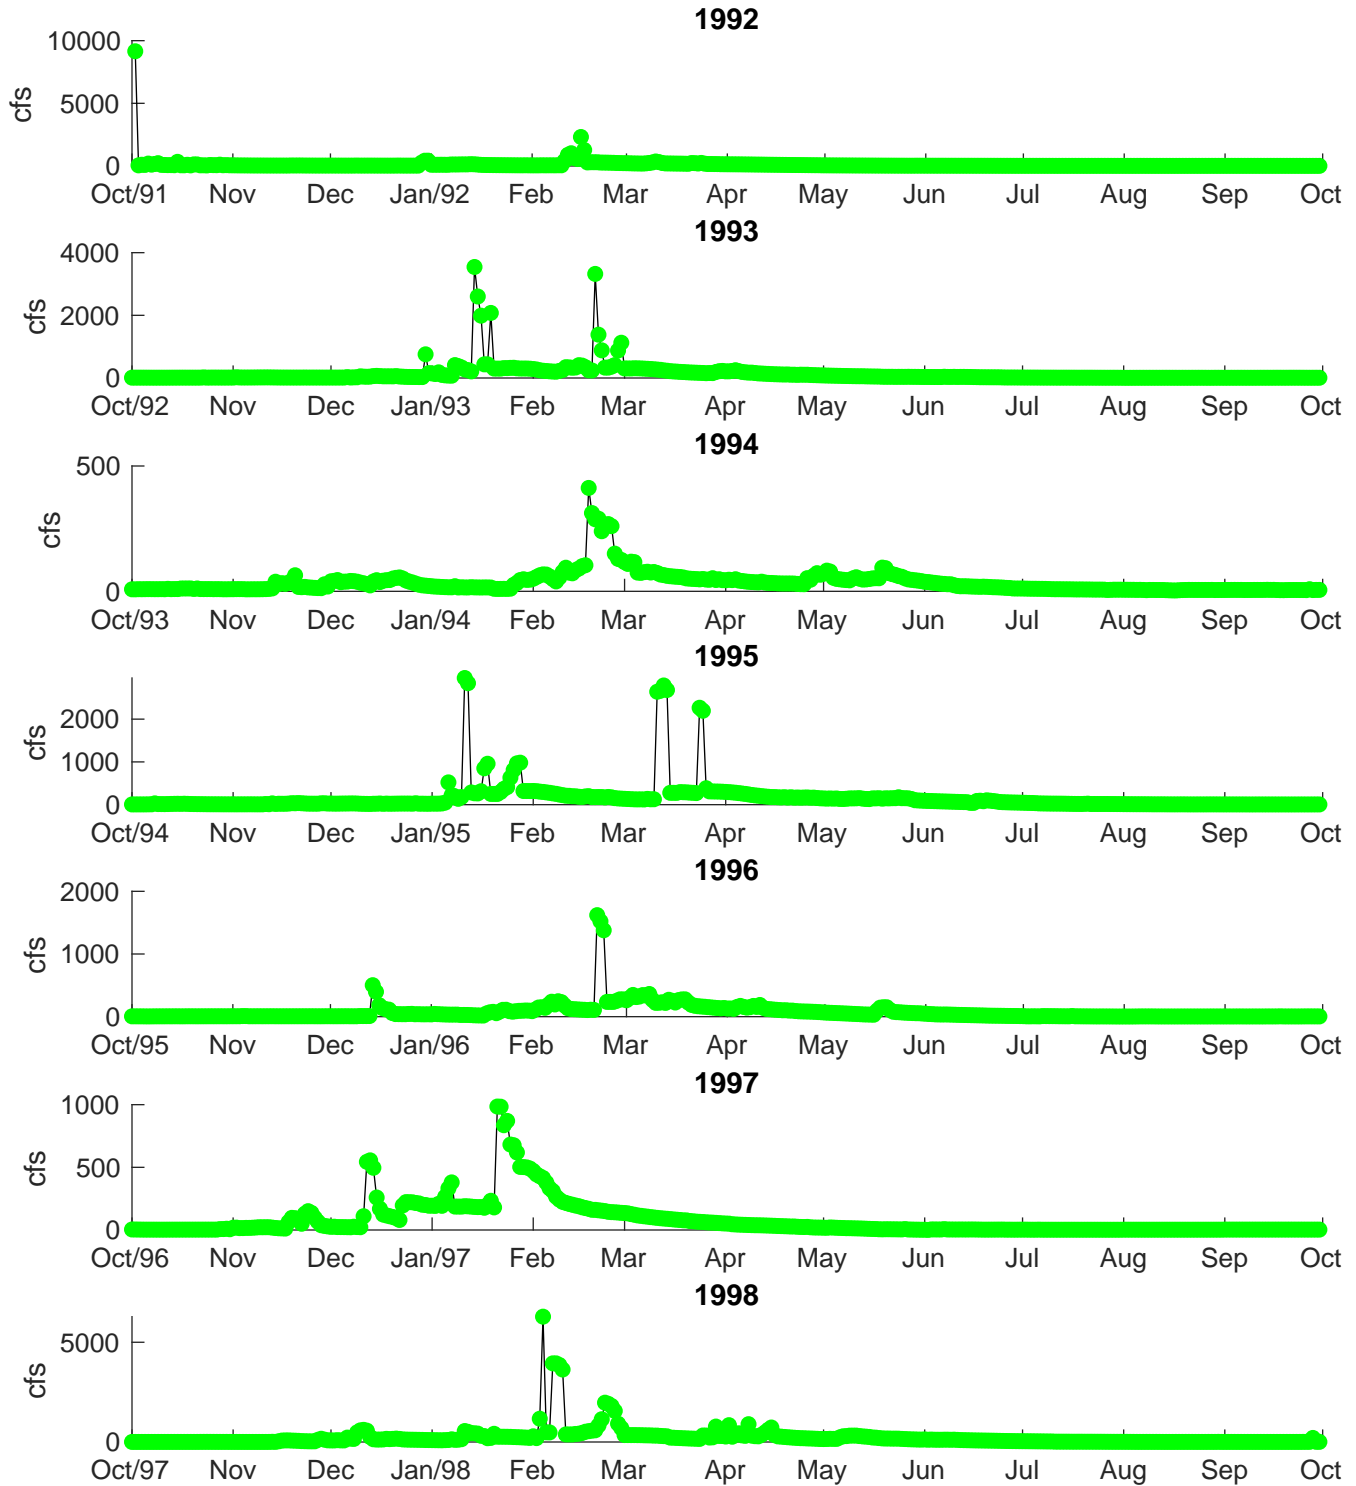 1992
10000
5000
0
cfs
Oct/91 Nov Dec Jan/92 Feb Mar Apr May Jun Jul Aug Sep Oct
1993
4000
2000
0
cfs
Oct/92 Nov Dec Jan/93 Feb Mar Apr May Jun Jul Aug Sep Oct
1994
500
0
cfs
Oct/93 Nov Dec Jan/94 Feb Mar Apr May Jun Jul Aug Sep Oct
1995
2000
1000
0
cfs
Oct/94 Nov Dec Jan/95 Feb Mar Apr May Jun Jul Aug Sep Oct
1996
2000
1000
0
cfs
Oct/95 Nov Dec Jan/96 Feb Mar Apr May Jun Jul Aug Sep Oct
1997
1000
500
0
cfs
Oct/96 Nov Dec Jan/97 Feb Mar Apr May Jun Jul Aug Sep Oct
1998
5000
0
cfs
Oct/97 Nov Dec Jan/98 Feb Mar Apr May Jun Jul Aug Sep Oct